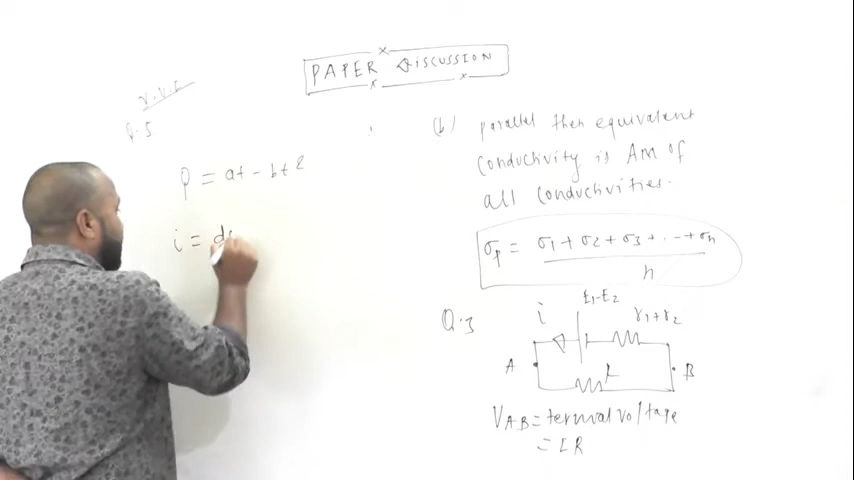 PAPER DISCUSSION
V.V.I
Q.5
q = at - bt²
i = d
(b) parallel then equivalent
conductivity is AM of
all conductivities.
σp = σ1 + σ2 + σ3 + ... + σn
n
Q.3
i
E1-E2
r1+r2
A
B
VAB = terminal voltage
= IR